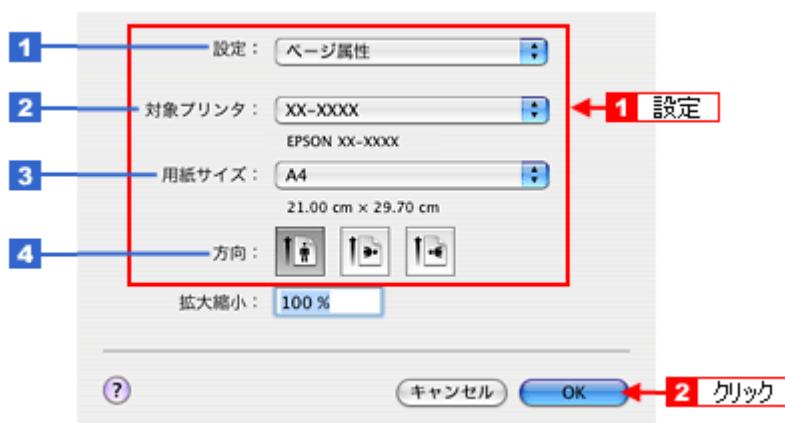 1 設定： ページ属性
2 対象プリンタ： XX-XXXX 1 設定
EPSON XX-XXXX
3 用紙サイズ： A4
21.00 cm × 29.70 cm
4 方向：
拡大縮小： 100 %
? キャンセル OK 2 クリック